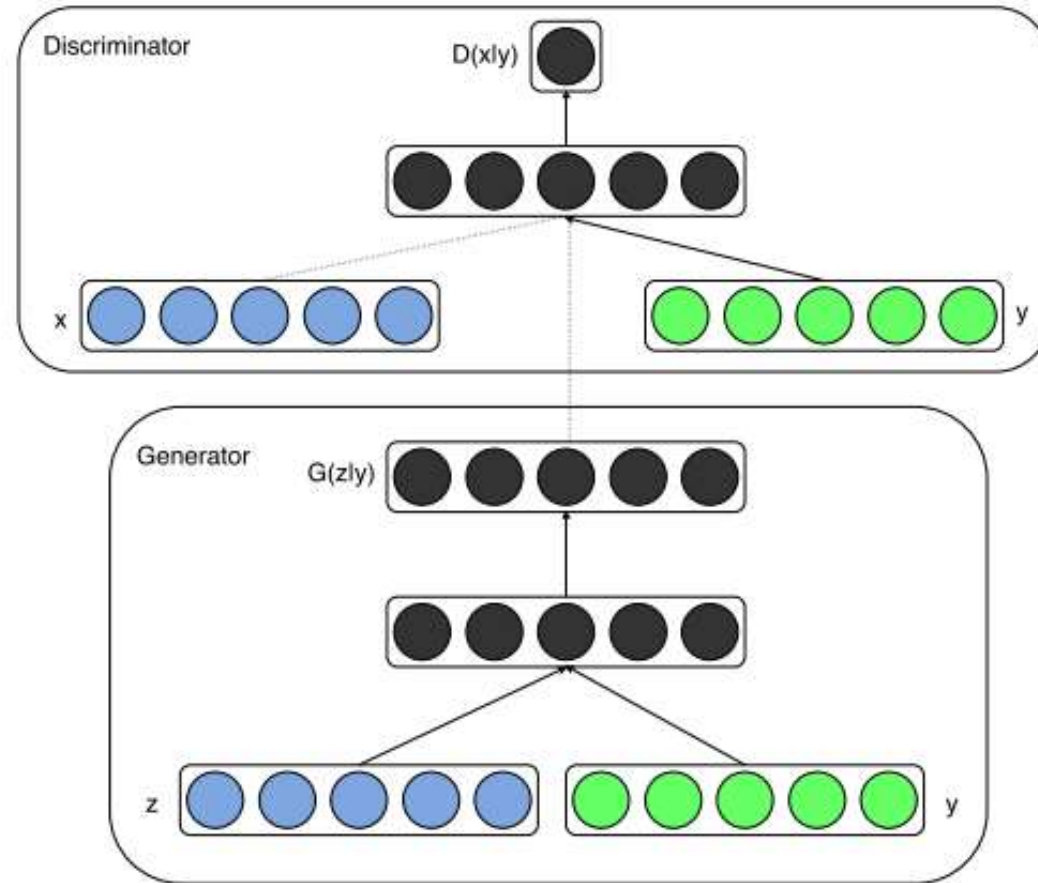 Discriminator
D(x|y)
x
y
Generator
G(z|y)
z
y